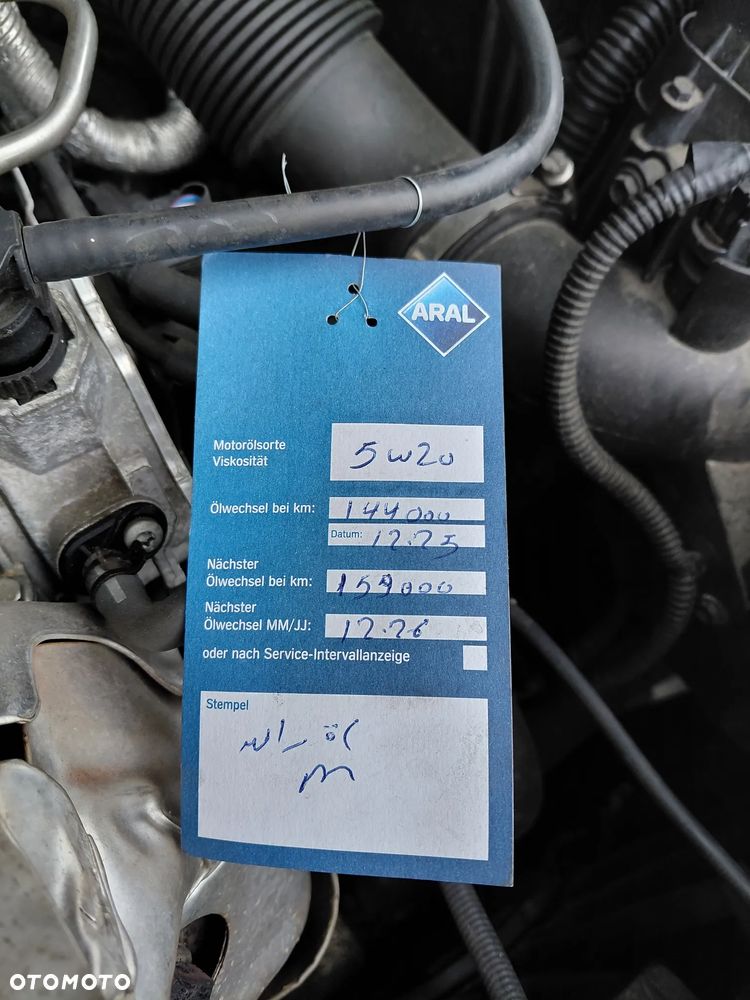 ARAL
Motorölsorte
Viskosität
5w20
Ölwechsel bei km:
144000
Datum: 12.25
Nächster
Ölwechsel bei km:
159000
Nächster
Ölwechsel MM/JJ:
12.26
oder nach Service-Intervallanzeige
Stempel
OTOMOTO